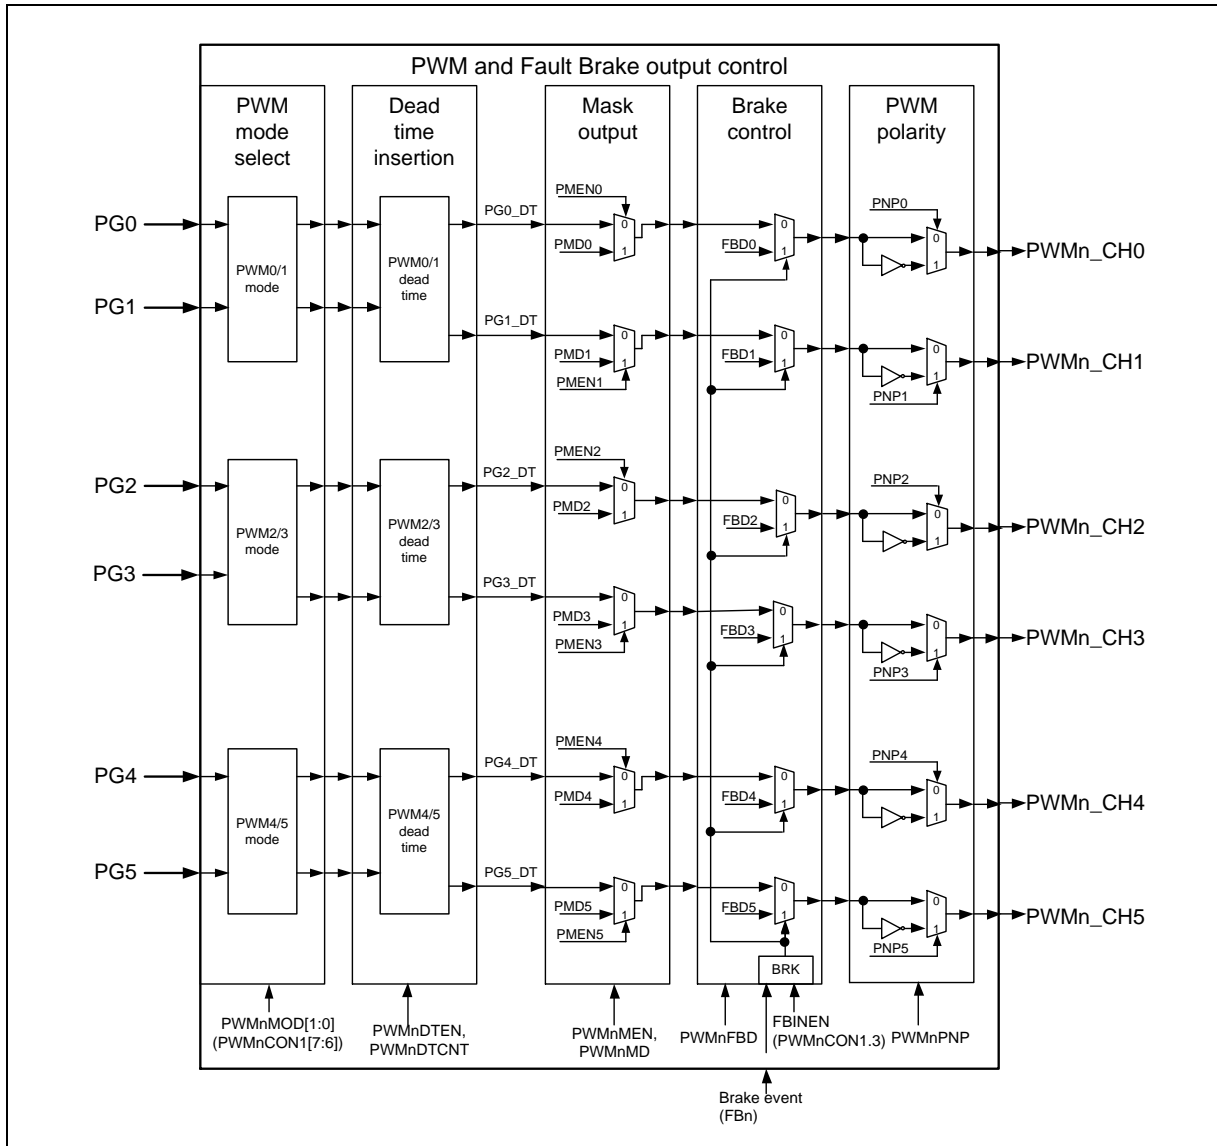 PWM and Fault Brake output control
PWM
mode
select
Dead
time
insertion
Mask
output
Brake
control
PWM
polarity
PG0
PG1
PG2
PG3
PG4
PG5
PWM0/1
mode
PWM2/3
mode
PWM4/5
mode
PWM0/1
dead
time
PWM2/3
dead
time
PWM4/5
dead
time
PG0_DT
PG1_DT
PG2_DT
PG3_DT
PG4_DT
PG5_DT
PMEN0
0
PMD0
1
0
PMD1
1
PMEN1
PMEN2
0
PMD2
1
0
PMD3
1
PMEN3
PMEN4
0
PMD4
1
0
PMD5
1
PMEN5
0
FBD0
1
0
FBD1
1
0
FBD2
1
0
FBD3
1
0
FBD4
1
0
FBD5
1
BRK
PNP0
0
1
0
1
PNP1
PNP2
0
1
0
1
PNP3
PNP4
0
1
0
1
PNP5
PWMn_CH0
PWMn_CH1
PWMn_CH2
PWMn_CH3
PWMn_CH4
PWMn_CH5
PWMnMOD[1:0]
(PWMnCON1[7:6])
PWMnDTEN,
PWMnDTCNT
PWMnMEN,
PWMnMD
PWMnFBD
FBINEN
(PWMnCON1.3)
PWMnPNP
Brake event
(FBn)